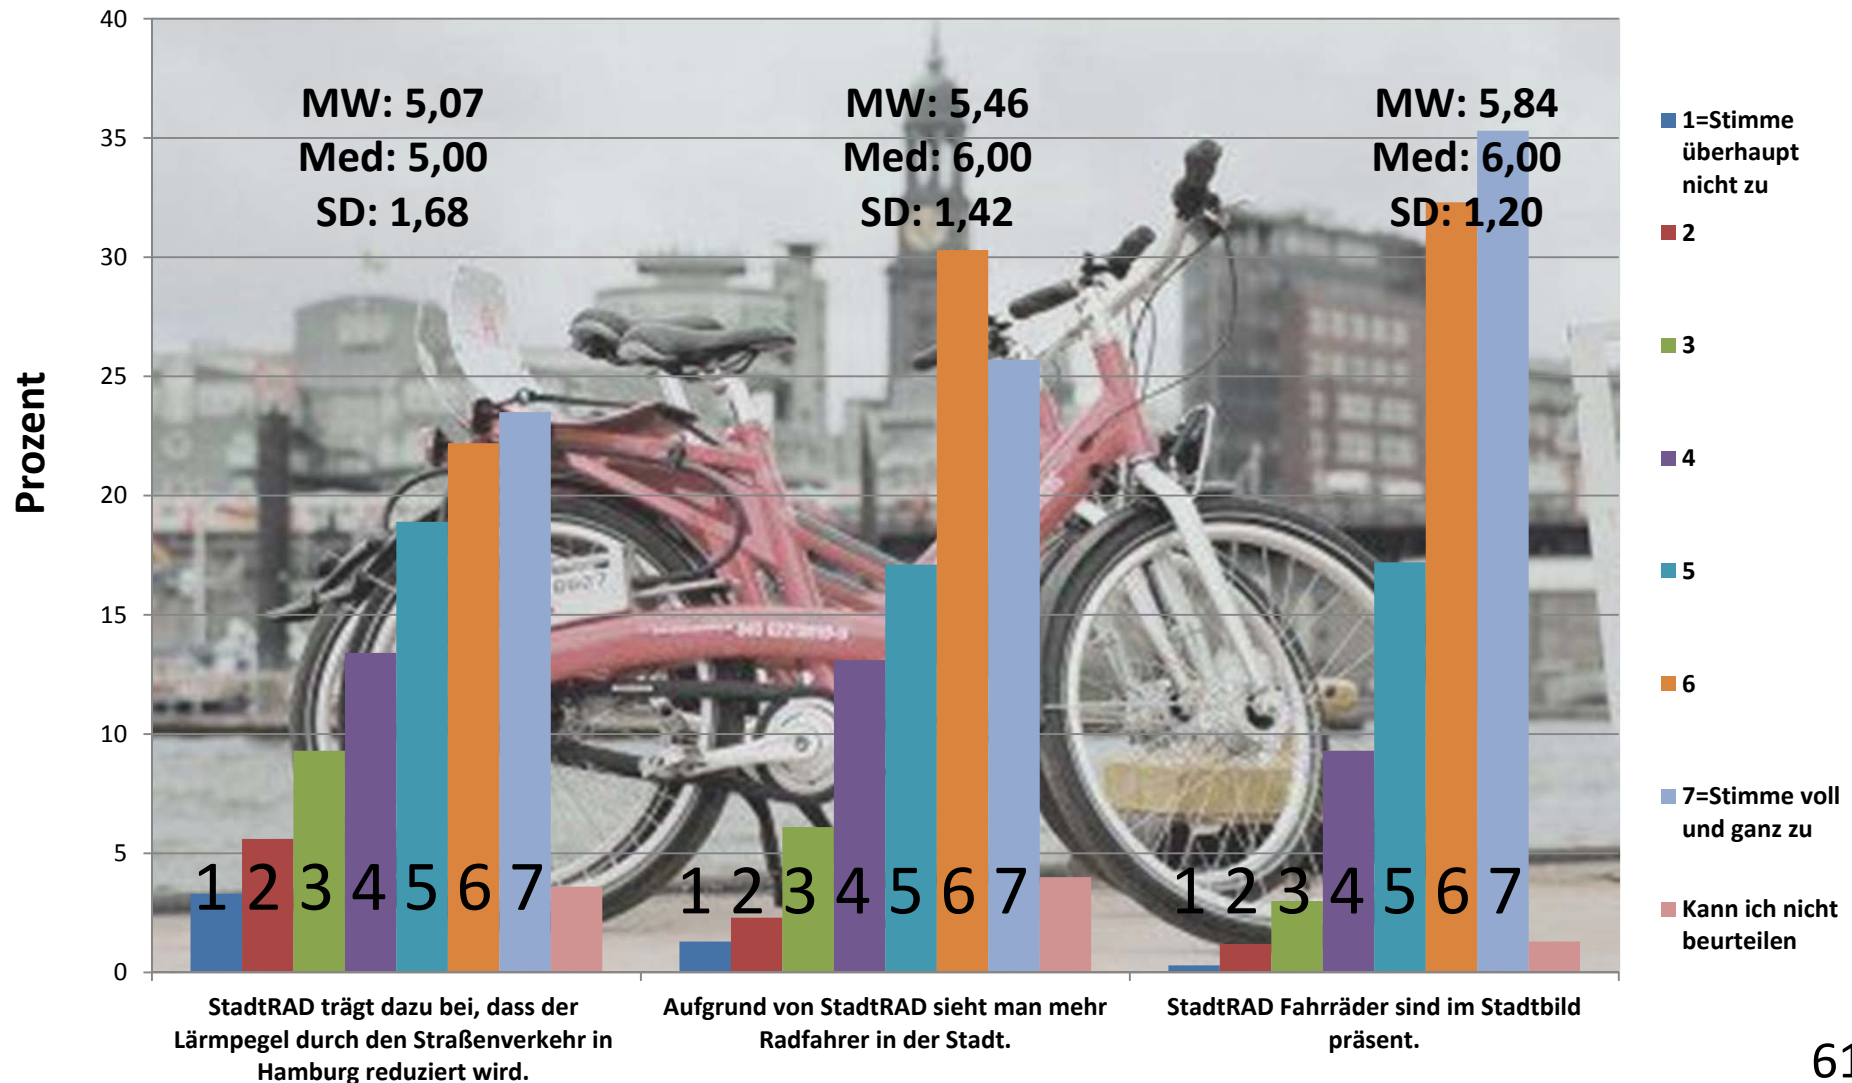 40
35
30
25
20
15
10
5
0
Prozent
MW: 5,07
Med: 5,00
SD: 1,68
MW: 5,46
Med: 6,00
SD: 1,42
MW: 5,84
Med: 6,00
SD: 1,20
1 2 3 4 5 6 7
1 2 3 4 5 6 7
1 2 3 4 5 6 7
StadtRAD trägt dazu bei, dass der
Lärmpegel durch den Straßenverkehr in
Hamburg reduziert wird.
Aufgrund von StadtRAD sieht man mehr
Radfahrer in der Stadt.
StadtRAD Fahrräder sind im Stadtbild
präsent.
1=Stimme
überhaupt
nicht zu
2
3
4
5
6
7=Stimme voll
und ganz zu
Kann ich nicht
beurteilen
61